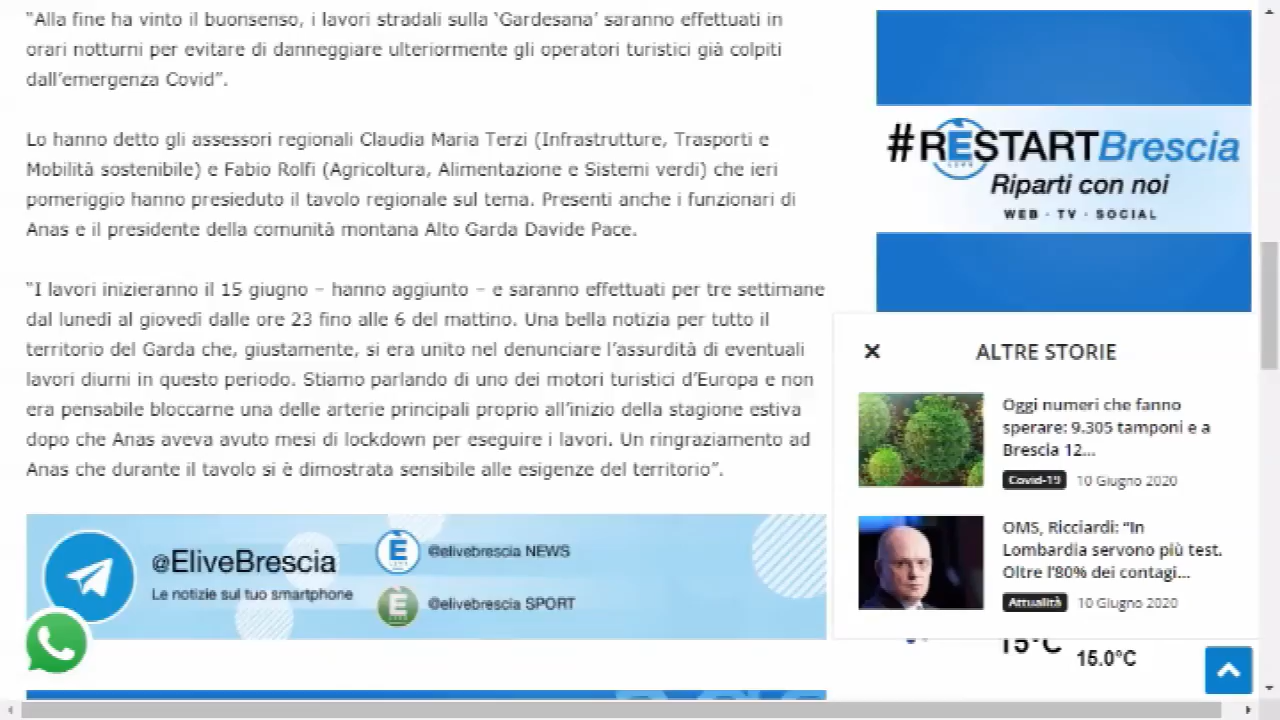 “Alla fine ha vinto il buonsenso, i lavori stradali sulla ‘Gardesana’ saranno effettuati in
orari notturni per evitare di danneggiare ulteriormente gli operatori turistici già colpiti
dall’emergenza Covid”.
Lo hanno detto gli assessori regionali Claudia Maria Terzi (Infrastrutture, Trasporti e
Mobilità sostenibile) e Fabio Rolfi (Agricoltura, Alimentazione e Sistemi verdi) che ieri
pomeriggio hanno presieduto il tavolo regionale sul tema. Presenti anche i funzionari di
Anas e il presidente della comunità montana Alto Garda Davide Pace.
“I lavori inizieranno il 15 giugno – hanno aggiunto – e saranno effettuati per tre settimane
dal lunedì al giovedì dalle ore 23 fino alle 6 del mattino. Una bella notizia per tutto il
territorio del Garda che, giustamente, si era unito nel denunciare l’assurdità di eventuali
lavori diurni in questo periodo. Stiamo parlando di uno dei motori turistici d’Europa e non
era pensabile bloccarne una delle arterie principali proprio all’inizio della stagione estiva
dopo che Anas aveva avuto mesi di lockdown per eseguire i lavori. Un ringraziamento ad
Anas che durante il tavolo si è dimostrata sensibile alle esigenze del territorio”.
@EliveBrescia
Le notizie sul tuo smartphone
È @elivebrescia NEWS
È @elivebrescia SPORT
#RÈSTARTBrescia
Riparti con noi
WEB · TV · SOCIAL
ALTRE STORIE
Oggi numeri che fanno
sperare: 9.305 tamponi e a
Brescia 12...
Covid-19 10 Giugno 2020
OMS, Ricciardi: “In
Lombardia servono più test.
Oltre l’80% dei contagi...
Attualità 10 Giugno 2020
15°C
15.0°C